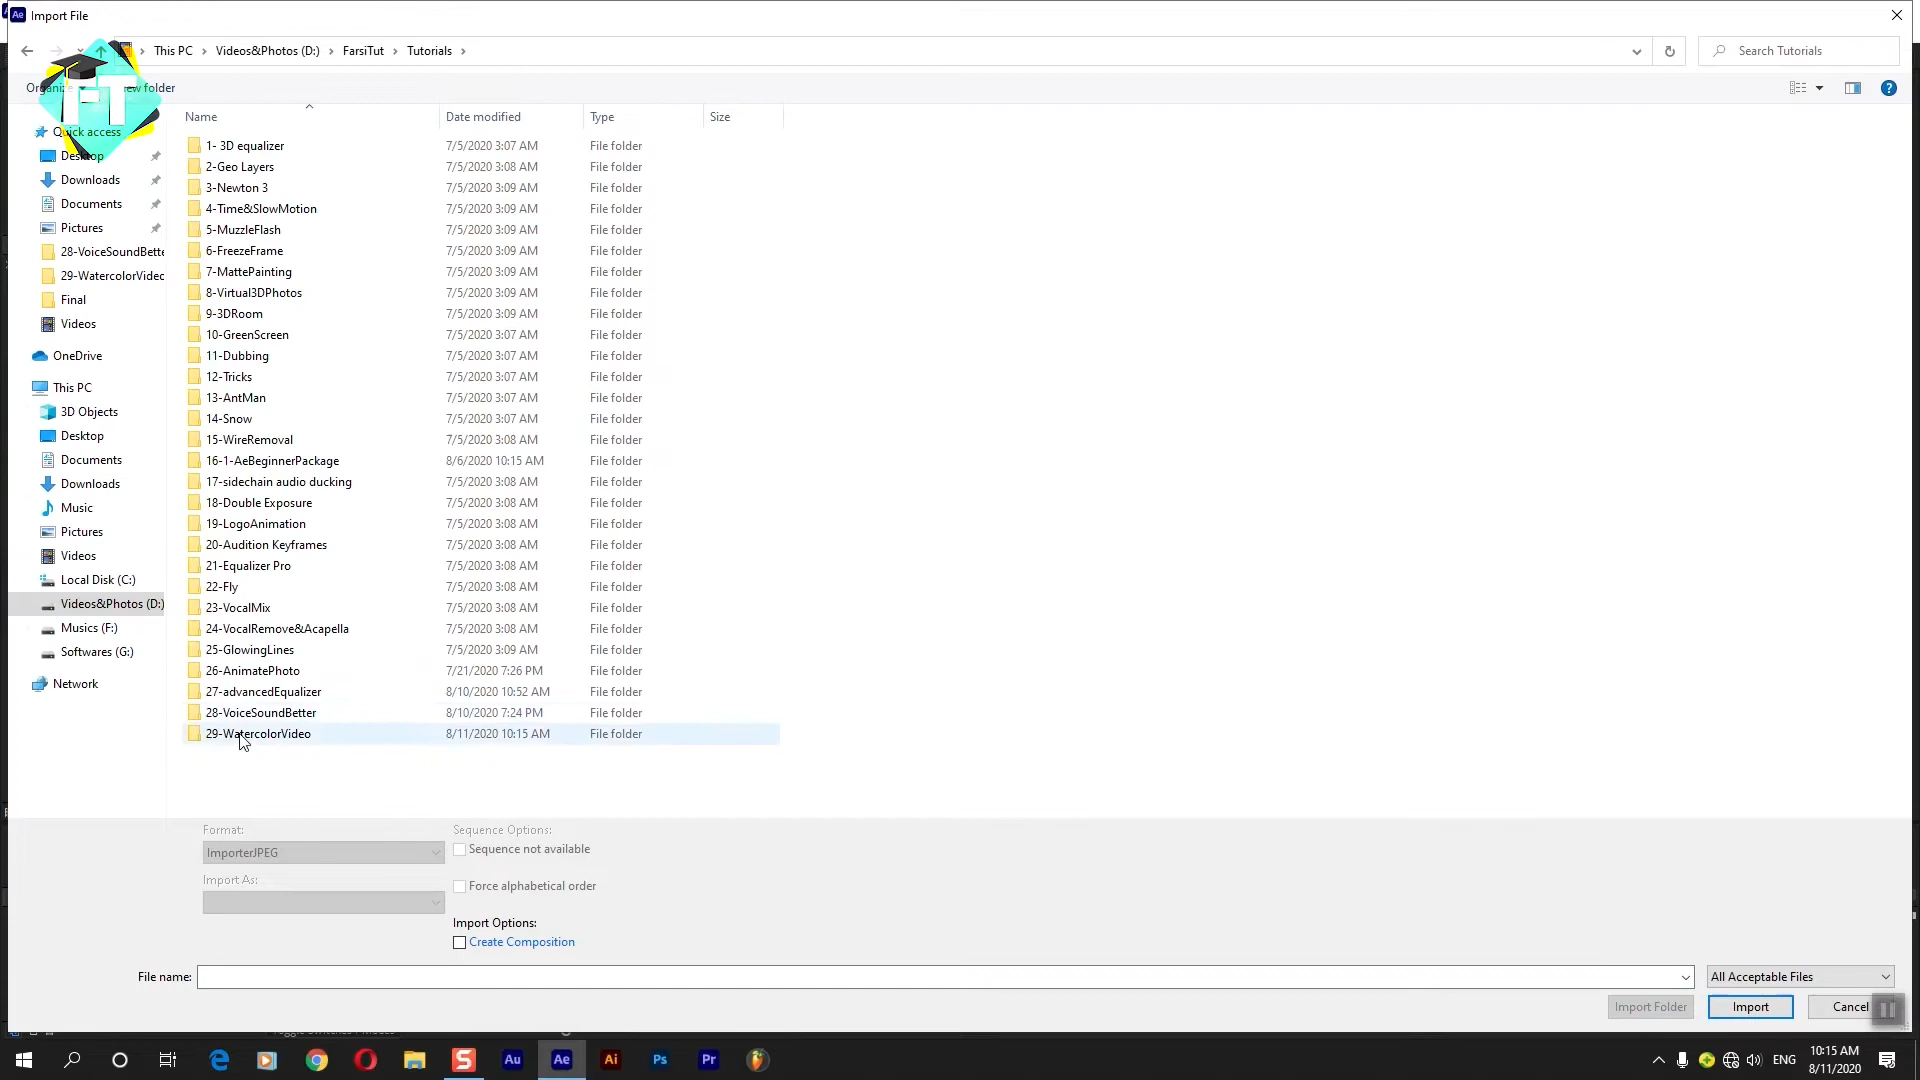 Ae Import File
This PC > Videos&Photos (D:) > FarsiTut > Tutorials >
Search Tutorials
FT
Name Date modified Type Size
Quick access
Desktop
Downloads
Documents
Pictures
28-VoiceSoundBette
29-WatercolorVideo
Final
Videos
OneDrive
This PC
3D Objects
Desktop
Documents
Downloads
Music
Pictures
Videos
Local Disk (C:)
Videos&Photos (D:)
Musics (F:)
Softwares (G:)
Network
1- 3D equalizer 7/5/2020 3:07 AM File folder
2-Geo Layers 7/5/2020 3:08 AM File folder
3-Newton 3 7/5/2020 3:09 AM File folder
4-Time&SlowMotion 7/5/2020 3:09 AM File folder
5-MuzzleFlash 7/5/2020 3:09 AM File folder
6-FreezeFrame 7/5/2020 3:09 AM File folder
7-MattePainting 7/5/2020 3:09 AM File folder
8-Virtual3DPhotos 7/5/2020 3:09 AM File folder
9-3DRoom 7/5/2020 3:09 AM File folder
10-GreenScreen 7/5/2020 3:07 AM File folder
11-Dubbing 7/5/2020 3:07 AM File folder
12-Tricks 7/5/2020 3:07 AM File folder
13-AntMan 7/5/2020 3:07 AM File folder
14-Snow 7/5/2020 3:07 AM File folder
15-WireRemoval 7/5/2020 3:08 AM File folder
16-1-AeBeginnerPackage 8/6/2020 10:15 AM File folder
17-sidechain audio ducking 7/5/2020 3:08 AM File folder
18-Double Exposure 7/5/2020 3:08 AM File folder
19-LogoAnimation 7/5/2020 3:08 AM File folder
20-Audition Keyframes 7/5/2020 3:08 AM File folder
21-Equalizer Pro 7/5/2020 3:08 AM File folder
22-Fly 7/5/2020 3:08 AM File folder
23-VocalMix 7/5/2020 3:08 AM File folder
24-VocalRemove&Acapella 7/5/2020 3:08 AM File folder
25-GlowingLines 7/5/2020 3:09 AM File folder
26-AnimatePhoto 7/21/2020 7:26 PM File folder
27-advancedEqualizer 8/10/2020 10:52 AM File folder
28-VoiceSoundBetter 8/10/2020 7:24 PM File folder
29-WatercolorVideo 8/11/2020 10:15 AM File folder
Format:
ImporterJPEG
Import As:
Sequence Options:
Sequence not available
Force alphabetical order
Import Options:
Create Composition
File name:
All Acceptable Files
Import Folder Import Cancel
Au Ae Ai Ps Pr
ENG
10:15 AM
8/11/2020